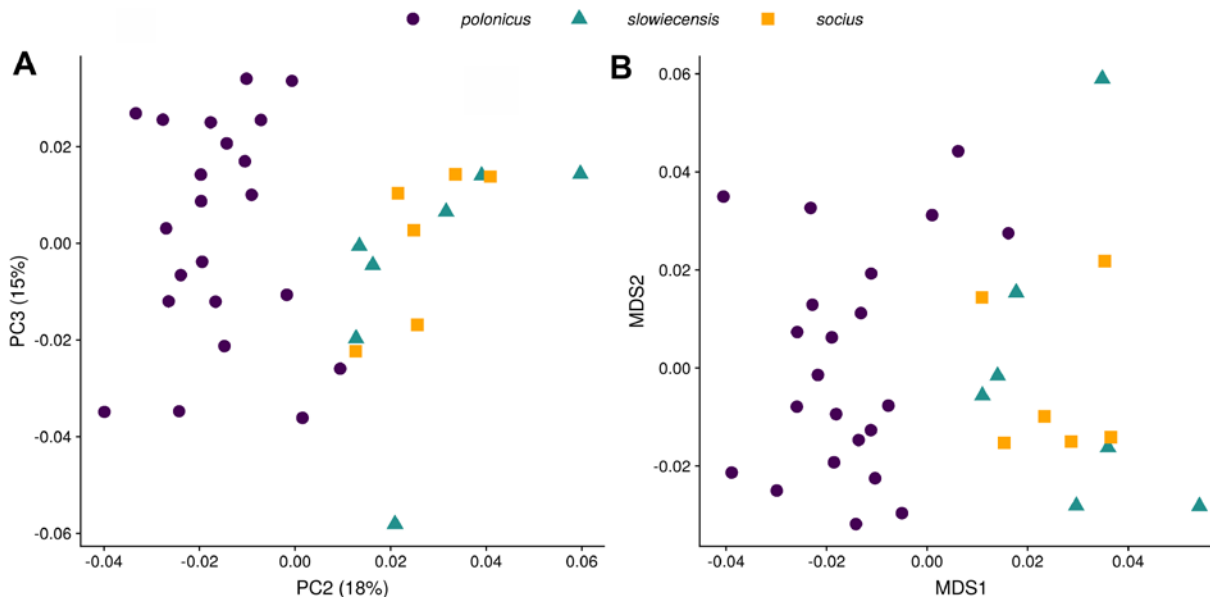 polonicus slowiecensis socius
A
0.02
0.00
-0.02
-0.04
-0.06
PC3 (15%)
-0.04 -0.02 0.00 0.02 0.04 0.06
PC2 (18%)
B
0.06
0.04
0.02
0.00
-0.02
MDS2
-0.04 -0.02 0.00 0.02 0.04
MDS1